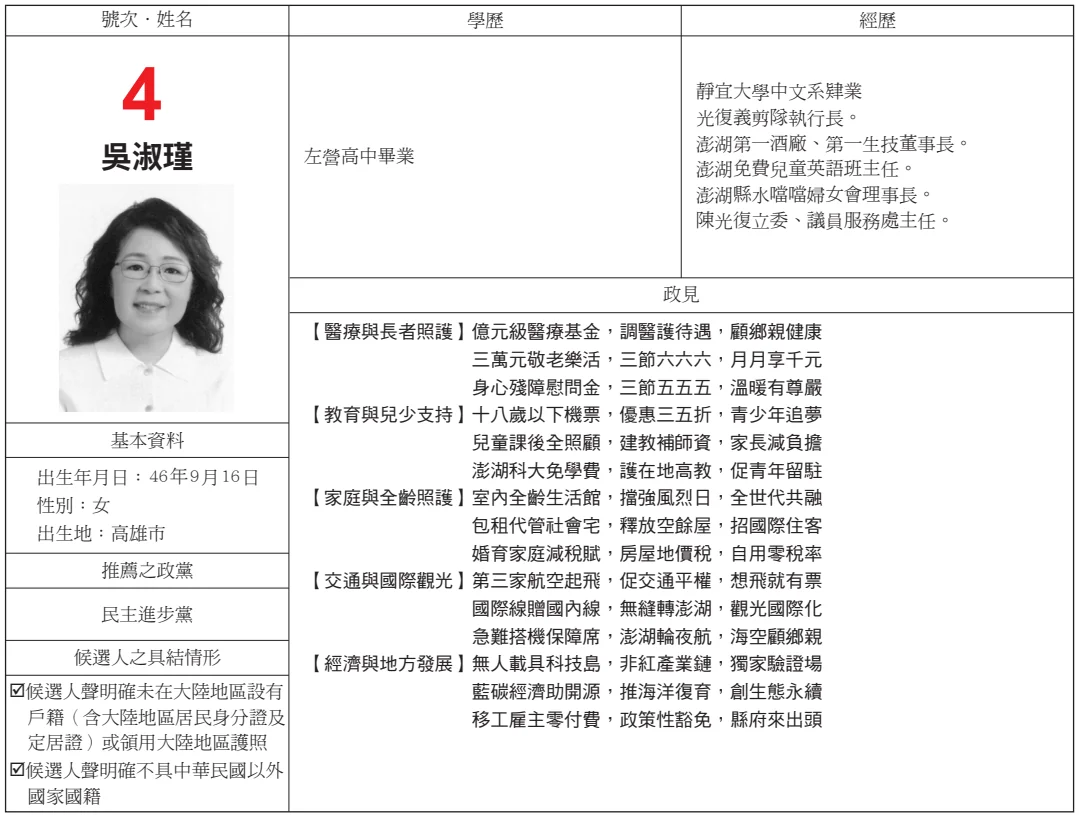 號次．姓名
4
吳淑瑾
基本資料
出生年月日：46年9月16日
性別：女
出生地：高雄市
推薦之政黨
民主進步黨
候選人之具結情形
☑候選人聲明確未在大陸地區設有
戶籍（含大陸地區居民身分證及
定居證）或領用大陸地區護照
☑候選人聲明確不具中華民國以外
國家國籍
學歷
左營高中畢業
經歷
靜宜大學中文系肄業
光復義剪隊執行長。
澎湖第一酒廠、第一生技董事長。
澎湖免費兒童英語班主任。
澎湖縣水噹噹婦女會理事長。
陳光復立委、議員服務處主任。
政見
【醫療與長者照護】億元級醫療基金，調醫護待遇，顧鄉親健康
三萬元敬老樂活，三節六六六，月月享千元
身心殘障慰問金，三節五五五，溫暖有尊嚴
【教育與兒少支持】十八歲以下機票，優惠三五折，青少年追夢
兒童課後全照顧，建教補師資，家長減負擔
澎湖科大免學費，護在地高教，促青年留駐
【家庭與全齡照護】室內全齡生活館，擋強風烈日，全世代共融
包租代管社會宅，釋放空餘屋，招國際住客
婚育家庭減稅賦，房屋地價稅，自用零稅率
【交通與國際觀光】第三家航空起飛，促交通平權，想飛就有票
國際線贈國內線，無縫轉澎湖，觀光國際化
急難搭機保障席，澎湖輪夜航，海空顧鄉親
【經濟與地方發展】無人載具科技島，非紅產業鏈，獨家驗證場
藍碳經濟助開源，推海洋復育，創生態永續
移工雇主零付費，政策性豁免，縣府來出頭